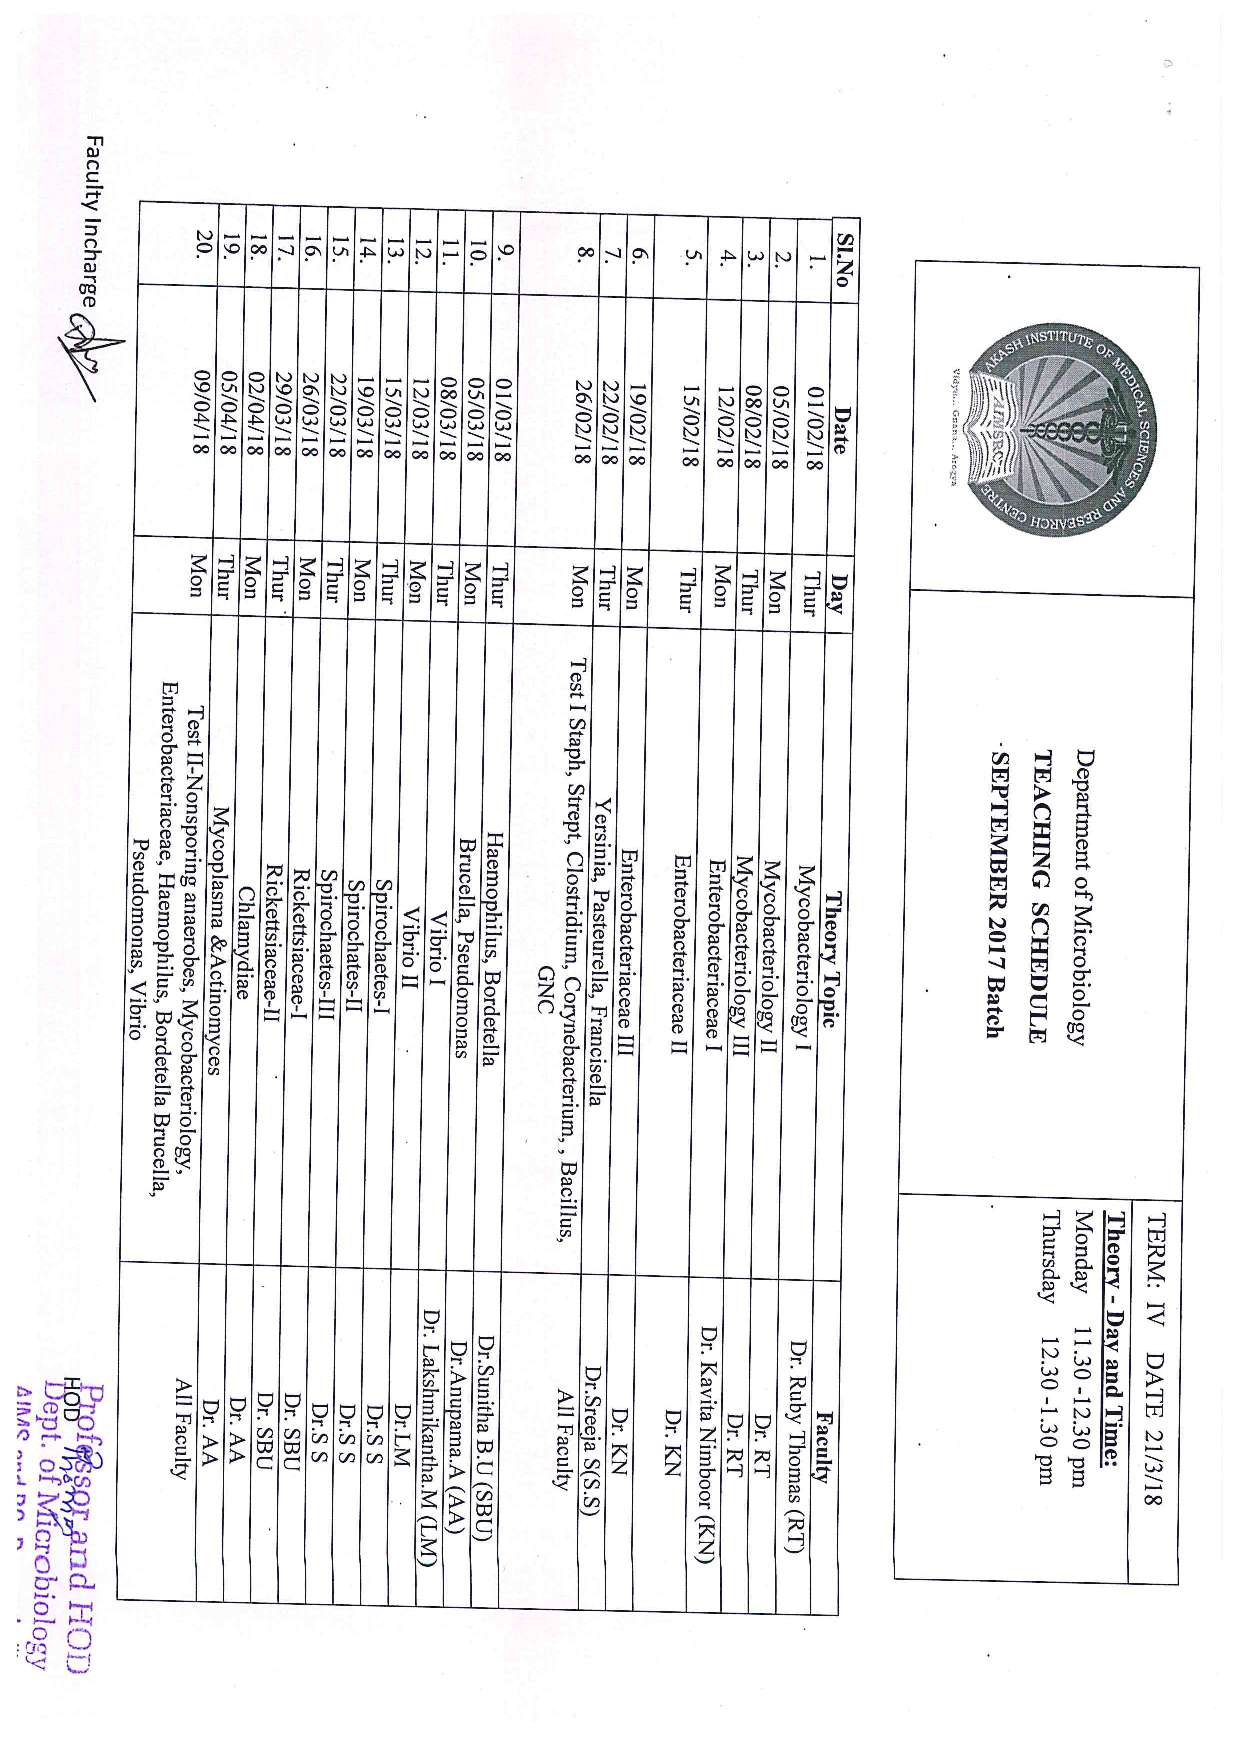 AKASH INSTITUTE OF MEDICAL SCIENCES AND RESEARCH CENTRE
AIMSRC
Vidya... Gnana... Arogya
Department of Microbiology
TEACHING SCHEDULE
SEPTEMBER 2017 Batch
TERM: IV DATE 21/3/18
Theory - Day and Time:
Monday 11.30 -12.30 pm
Thursday 12.30 -1.30 pm
Sl.No Date Day Theory Topic Faculty
1. 01/02/18 Thur Mycobacteriology I Dr. Ruby Thomas (RT)
2. 05/02/18 Mon Mycobacteriology II Dr. RT
3. 08/02/18 Thur Mycobacteriology III Dr. RT
4. 12/02/18 Mon Enterobacteriaceae I Dr. Kavita Nimboor (KN)
5. 15/02/18 Thur Enterobacteriaceae II Dr. KN
6. 19/02/18 Mon Enterobacteriaceae III Dr. KN
7. 22/02/18 Thur Yersinia, Pasteurella, Francisella Dr.Sreeja S(S.S)
8. 26/02/18 Mon Test I Staph, Strept, Clostridium, Corynebacterium, , Bacillus, All Faculty
GNC
9. 01/03/18 Thur Haemophilus, Bordetella Dr.Sunitha B.U (SBU)
10. 05/03/18 Mon Brucella, Pseudomonas Dr.Anupama.A (AA)
11. 08/03/18 Thur Vibrio I Dr. Lakshmikantha.M (LM)
12. 12/03/18 Mon Vibrio II Dr.LM
13. 15/03/18 Thur Spirochaetes-I Dr.S S
14. 19/03/18 Mon Spirochates-II Dr.S S
15. 22/03/18 Thur Spirochaetes-III Dr.S S
16. 26/03/18 Mon Rickettsiaceae-I Dr. SBU
17. 29/03/18 Thur Rickettsiaceae-II Dr. SBU
18. 02/04/18 Mon Chlamydiae Dr. AA
19. 05/04/18 Thur Mycoplasma &Actinomyces Dr. AA
20. 09/04/18 Mon Test II-Nonsporing anaerobes, Mycobacteriology, All Faculty
Enterobacteriaceae, Haemophilus, Bordetella Brucella,
Pseudomonas, Vibrio
Faculty Incharge
HOD
Professor and HOD
Dept. of Microbiology